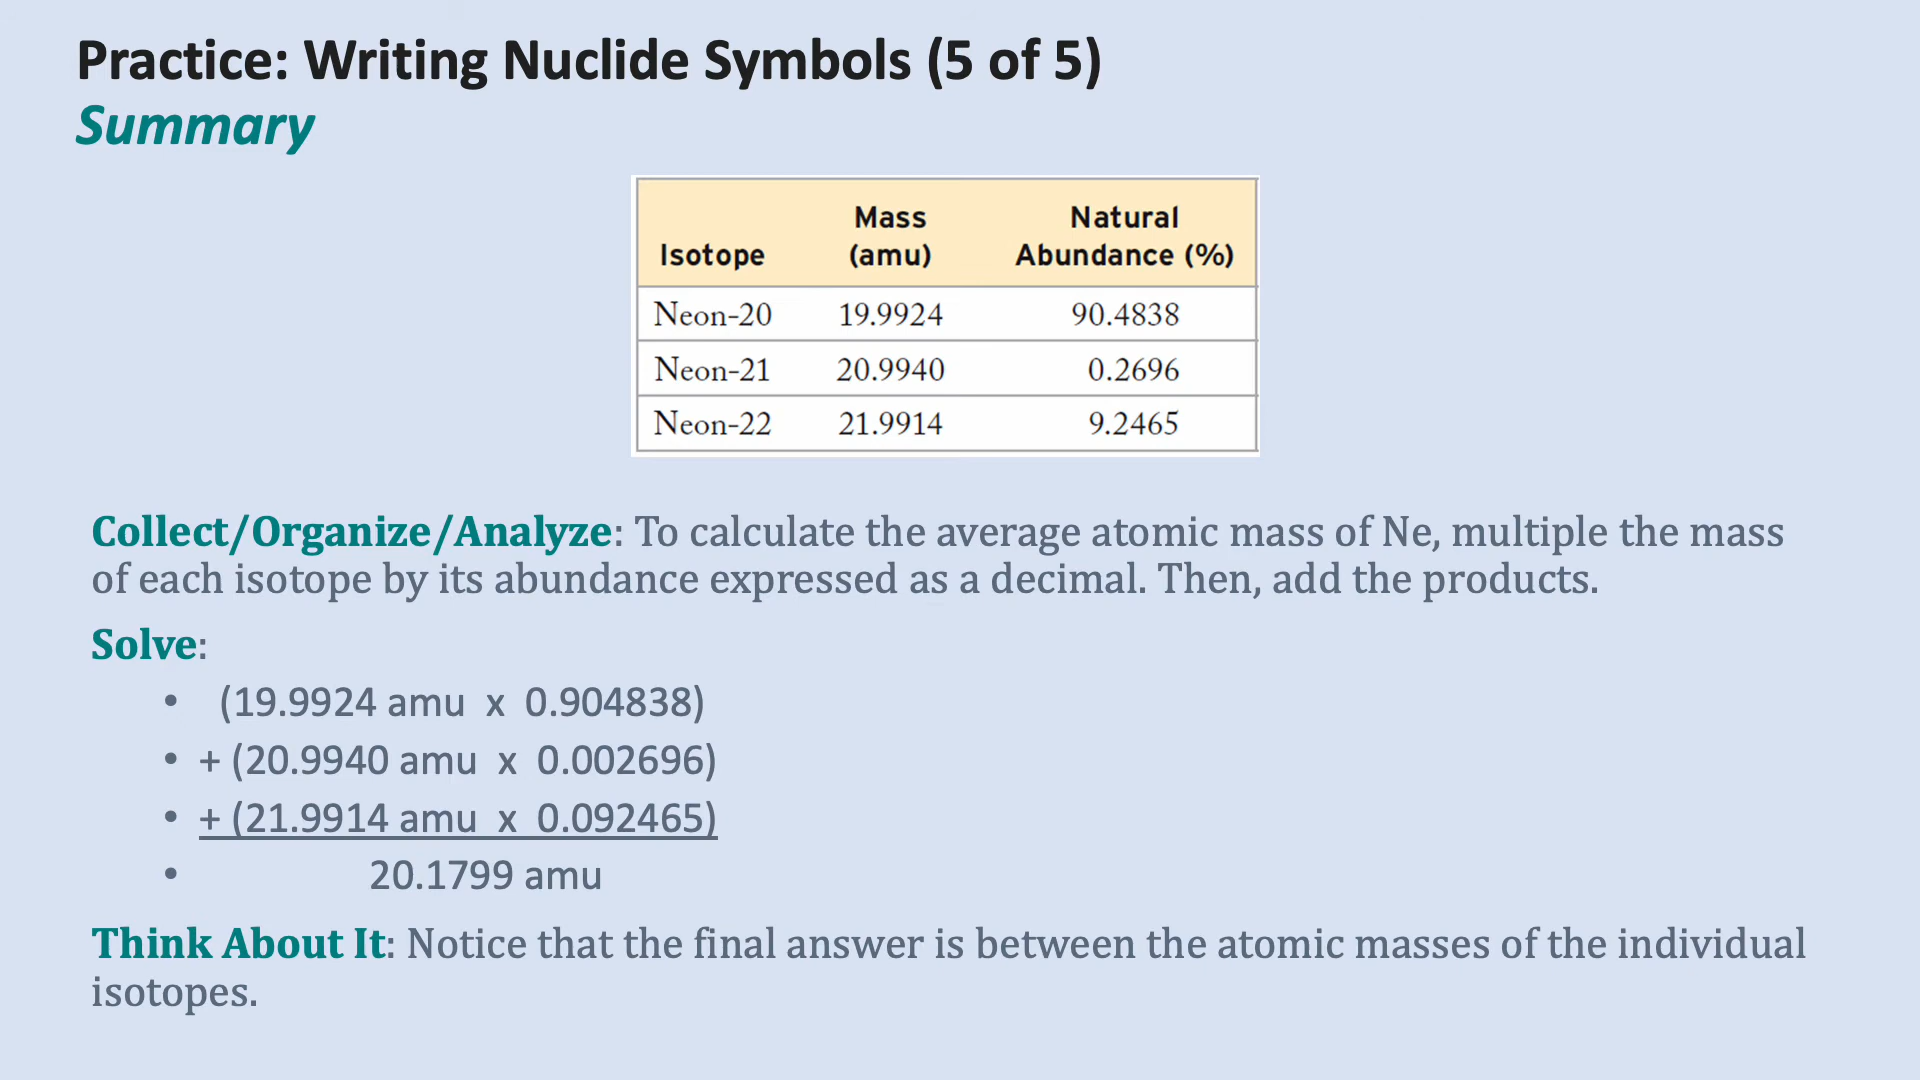 Practice: Writing Nuclide Symbols (5 of 5)
Summary
Isotope Mass (amu) Natural Abundance (%)
Neon-20 19.9924 90.4838
Neon-21 20.9940 0.2696
Neon-22 21.9914 9.2465
Collect/Organize/Analyze: To calculate the average atomic mass of Ne, multiple the mass
of each isotope by its abundance expressed as a decimal. Then, add the products.
Solve:
• (19.9924 amu x 0.904838)
• + (20.9940 amu x 0.002696)
• + (21.9914 amu x 0.092465)
• 20.1799 amu
Think About It: Notice that the final answer is between the atomic masses of the individual
isotopes.